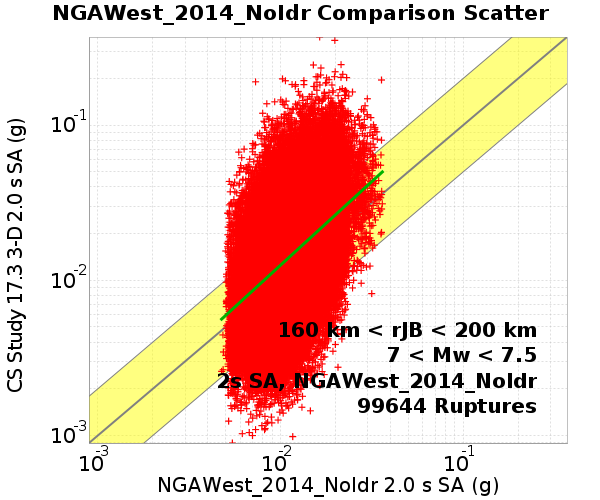 NGAWest_2014_NoIdr Comparison Scatter
CS Study 17.3 3-D 2.0 s SA (g)
10-1
10-2
10-3
160 km < rJB < 200 km
7 < Mw < 7.5
2s SA, NGAWest_2014_NoIdr
99644 Ruptures
10-3 10-2 10-1
NGAWest_2014_NoIdr 2.0 s SA (g)